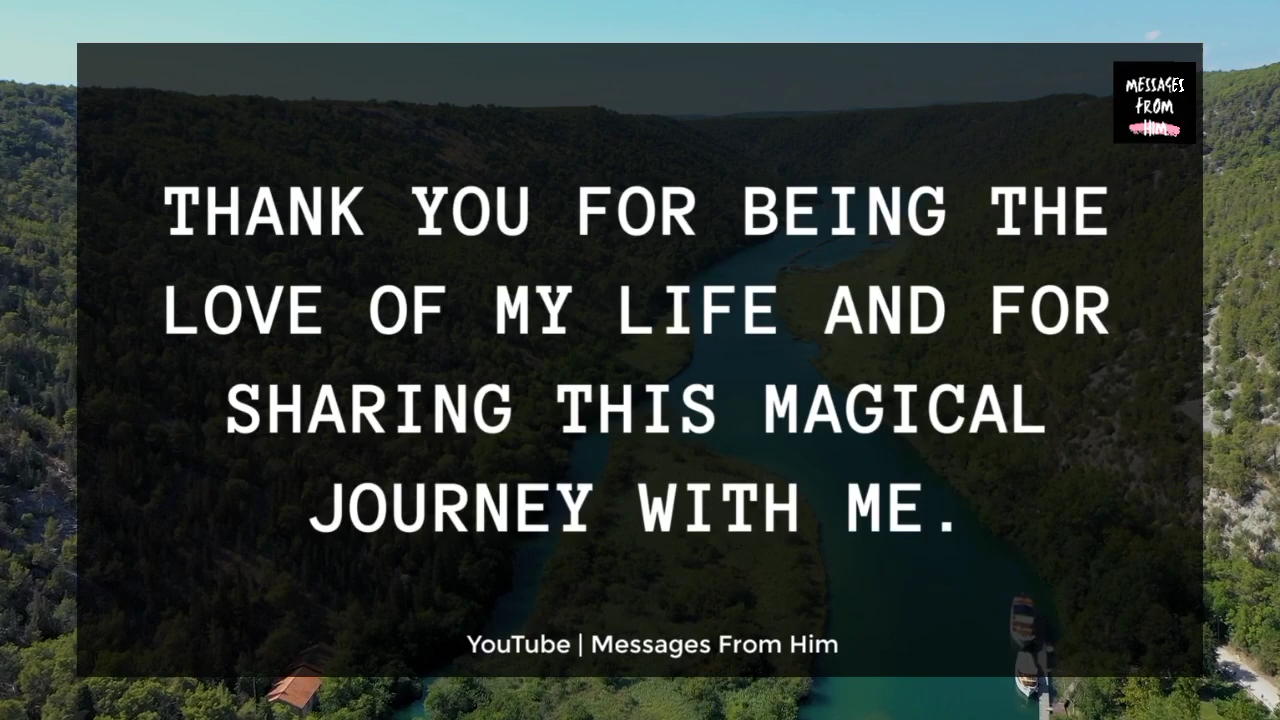 MESSAGES
FROM
HIM
THANK YOU FOR BEING THE
LOVE OF MY LIFE AND FOR
SHARING THIS MAGICAL
JOURNEY WITH ME.
YouTube | Messages From Him